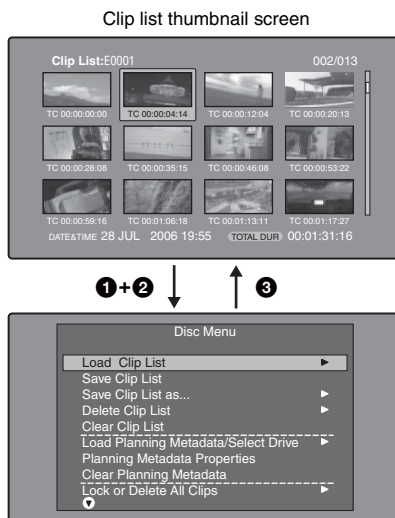 Clip list thumbnail screen
Clip List:E0001 002/013
TC 00:00:00:00 TC 00:00:04:14 TC 00:00:12:04 TC 00:00:20:13
TC 00:00:28:08 TC 00:00:35:15 TC 00:00:46:08 TC 00:00:53:22
TC 00:00:59:16 TC 00:01:06:18 TC 00:01:13:11 TC 00:01:17:27
DATE&TIME 28 JUL 2006 19:55 TOTAL DUR 00:01:31:16
❶+❷ ❸
Disc Menu
Load Clip List
Save Clip List
Save Clip List as...
Delete Clip List
Clear Clip List
Load Planning Metadata/Select Drive
Planning Metadata Properties
Clear Planning Metadata
Lock or Delete All Clips